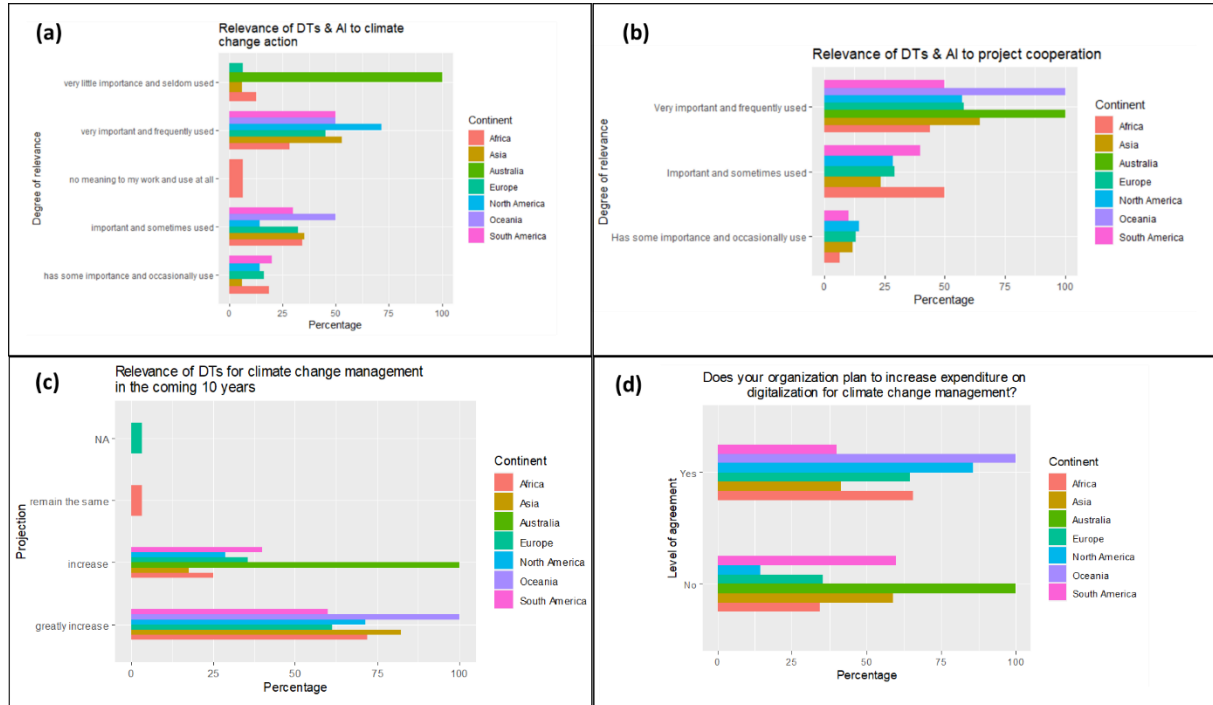 (a)
Relevance of DTs & AI to climate
change action
Degree of relevance
very little importance and seldom used
very important and frequently used
no meaning to my work and use at all
important and sometimes used
has some importance and occasionally use
0 25 50 75 100
Percentage
Continent
Africa
Asia
Australia
Europe
North America
Oceania
South America
(b)
Relevance of DTs & AI to project cooperation
Degree of relevance
Very important and frequently used
Important and sometimes used
Has some importance and occasionally use
0 25 50 75 100
Percentage
Continent
Africa
Asia
Australia
Europe
North America
Oceania
South America
(c)
Relevance of DTs for climate change management
in the coming 10 years
Projection
NA
remain the same
increase
greatly increase
0 25 50 75 100
Percentage
Continent
Africa
Asia
Australia
Europe
North America
Oceania
South America
(d)
Does your organization plan to increase expenditure on
digitalization for climate change management?
Level of agreement
Yes
No
0 25 50 75 100
Percentage
Continent
Africa
Asia
Australia
Europe
North America
Oceania
South America